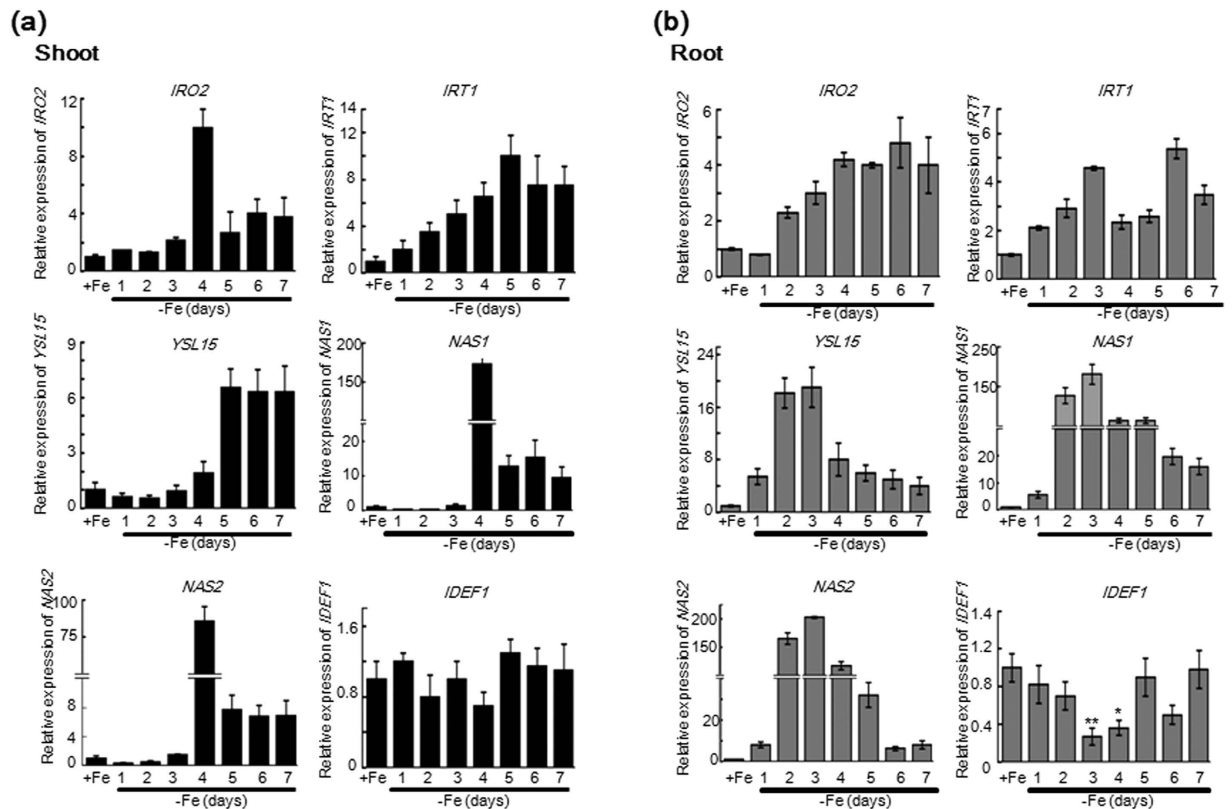 (a)
Shoot
IRO2
Relative expression of IRO2
12
8
4
0
+Fe 1 2 3 4 5 6 7
-Fe (days)
IRT1
Relative expression of IRT1
14
12
8
4
0
+Fe 1 2 3 4 5 6 7
-Fe (days)
YSL15
Relative expression of YSL15
9
6
4
2
0
+Fe 1 2 3 4 5 6 7
-Fe (days)
NAS1
Relative expression of NAS1
200
150
20
10
0
+Fe 1 2 3 4 5 6 7
-Fe (days)
NAS2
Relative expression of NAS2
100
75
8
4
0
+Fe 1 2 3 4 5 6 7
-Fe (days)
IDEF1
Relative expression of IDEF1
1.6
1.2
0.8
0.4
0
+Fe 1 2 3 4 5 6 7
-Fe (days)
(b)
Root
IRO2
Relative expression of IRO2
6
4
2
0
+Fe 1 2 3 4 5 6 7
-Fe (days)
IRT1
Relative expression of IRT1
7
6
4
2
0
+Fe 1 2 3 4 5 6 7
-Fe (days)
YSL15
Relative expression of YSL15
24
18
8
4
0
+Fe 1 2 3 4 5 6 7
-Fe (days)
NAS1
Relative expression of NAS1
250
150
20
10
0
+Fe 1 2 3 4 5 6 7
-Fe (days)
NAS2
Relative expression of NAS2
200
150
20
0
+Fe 1 2 3 4 5 6 7
-Fe (days)
IDEF1
Relative expression of IDEF1
1.4
1.2
0.8
0.4
0
** *
+Fe 1 2 3 4 5 6 7
-Fe (days)